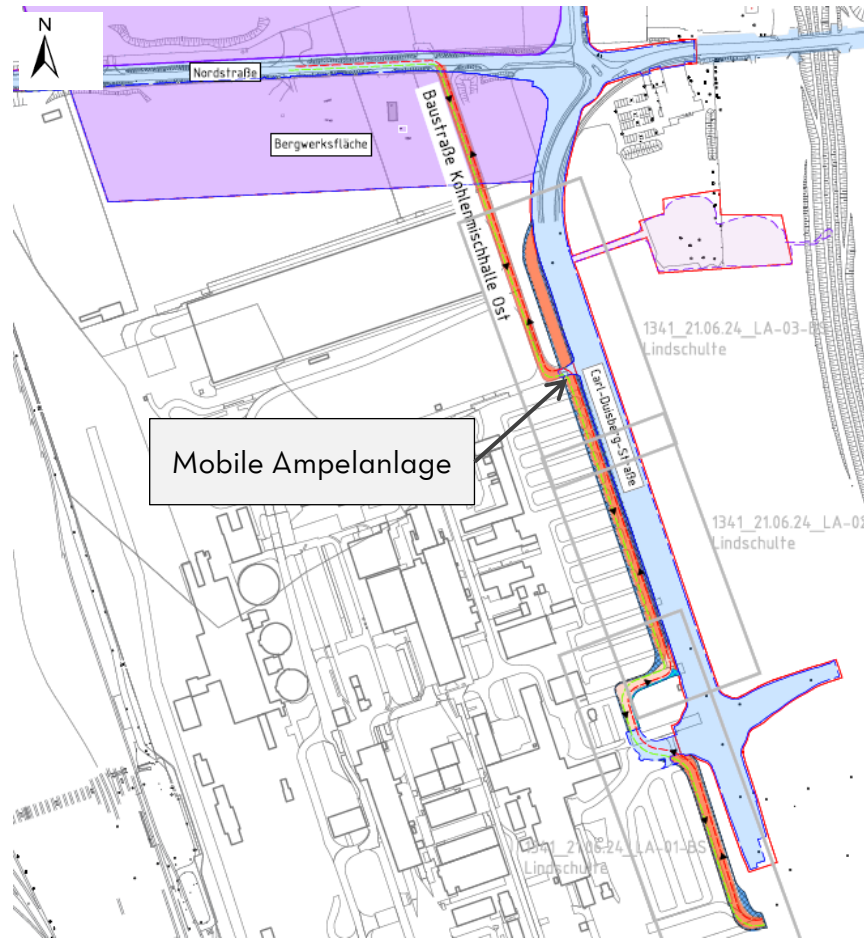 N
Nordstraße
Bergwerksfläche
Baustraße Kohlenmischhalle Ost
1341_21.06.24_LA-03-BS
Lindschulte
Carl-Duisberg-Straße
Mobile Ampelanlage
1341_21.06.24_LA-02
Lindschulte
1341_21.06.24_LA-01-BS
Lindschulte